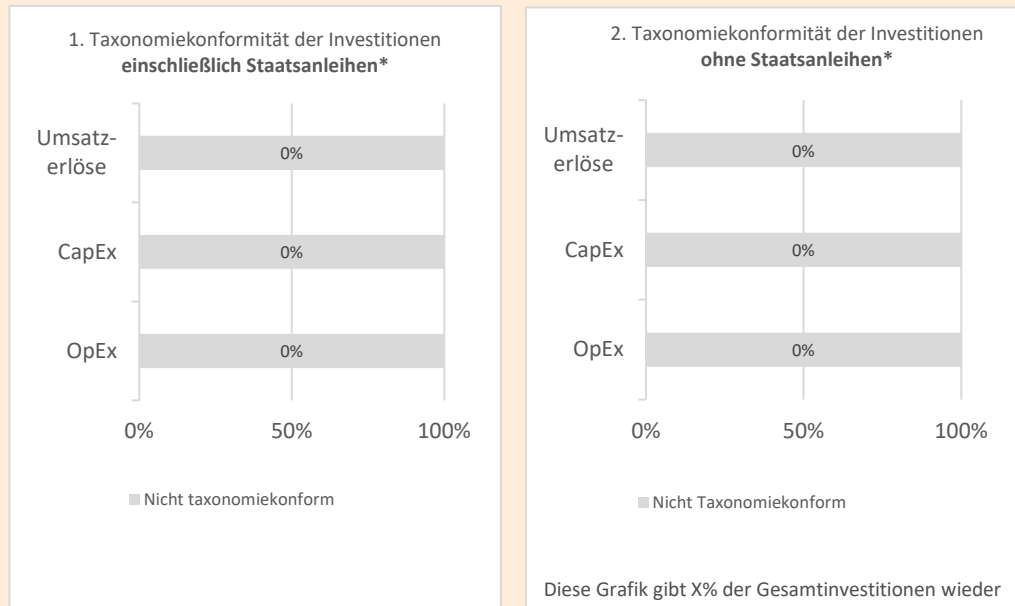 1. Taxonomiekonformität der Investitionen
einschließlich Staatsanleihen*
Umsatz-
erlöse
0%
CapEx
0%
OpEx
0%
0%
50%
100%
Nicht taxonomiekonform
2. Taxonomiekonformität der Investitionen
ohne Staatsanleihen*
Umsatz-
erlöse
0%
CapEx
0%
OpEx
0%
0%
50%
100%
Nicht Taxonomiekonform
Diese Grafik gibt X% der Gesamtinvestitionen wieder